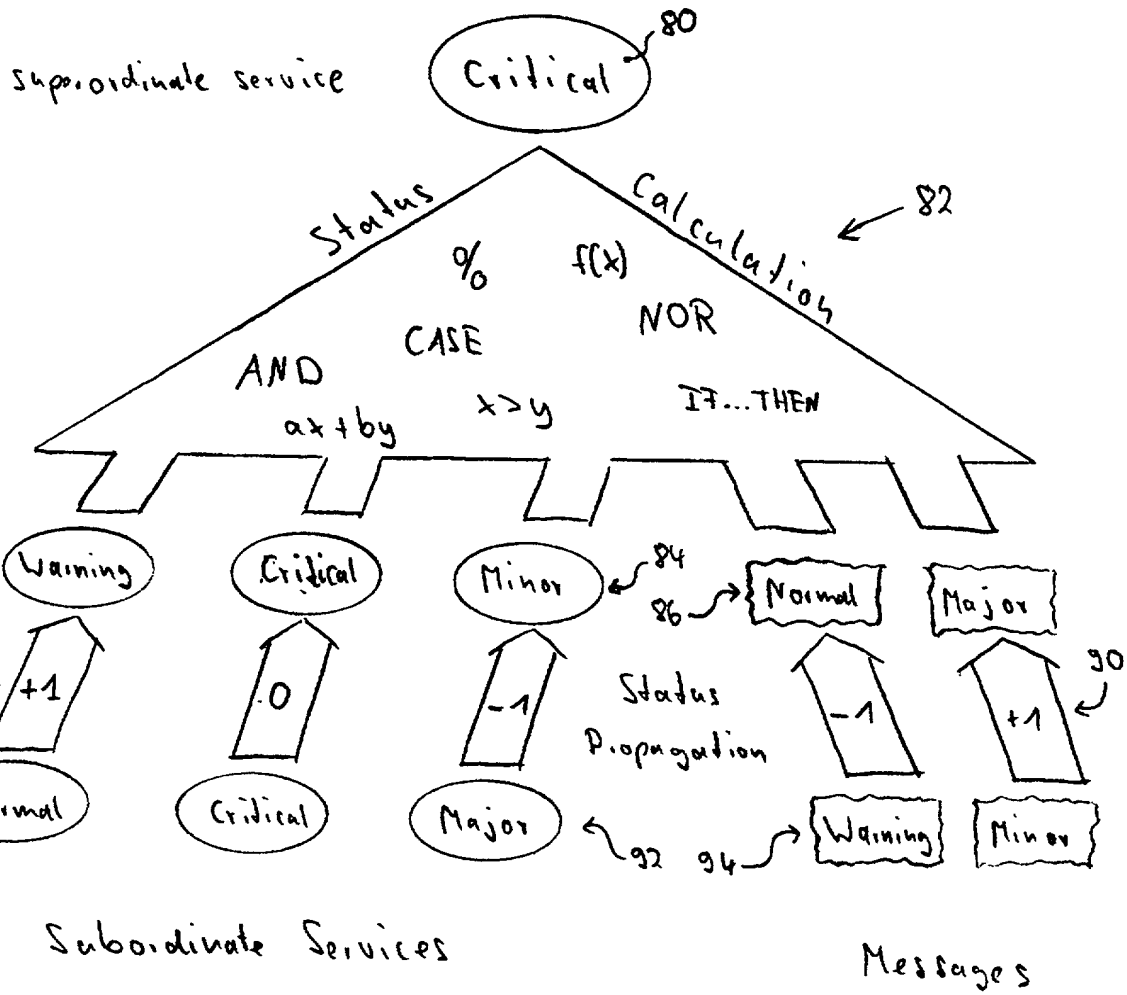 80
superordinate service
Critical
Status Calculation
82
% f(x)
NOR
CASE
AND
x>y IF...THEN
ax+by
Warning Critical Minor 84
86 Normal Major
90
+1 0 -1 Status -1 +1
Propagation
rmal Critical Major Warning Minor
92 94
Subordinate Services
Messages